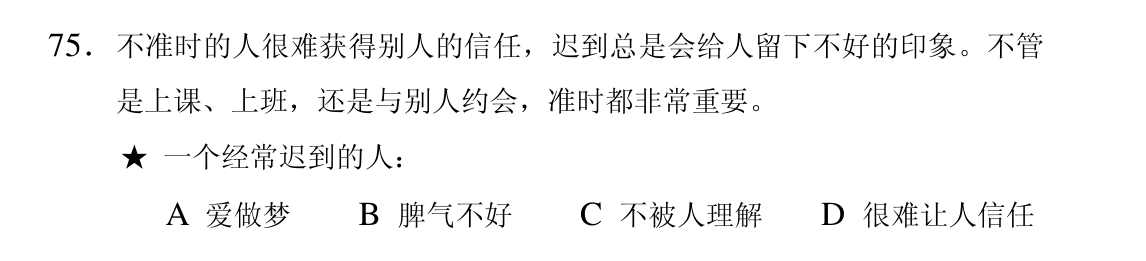 75． 不准时的人很难获得别人的信任，迟到总是会给人留下不好的印象。不管
是上课、上班，还是与别人约会，准时都非常重要。
★ 一个经常迟到的人：
A 爱做梦 B 脾气不好 C 不被人理解 D 很难让人信任